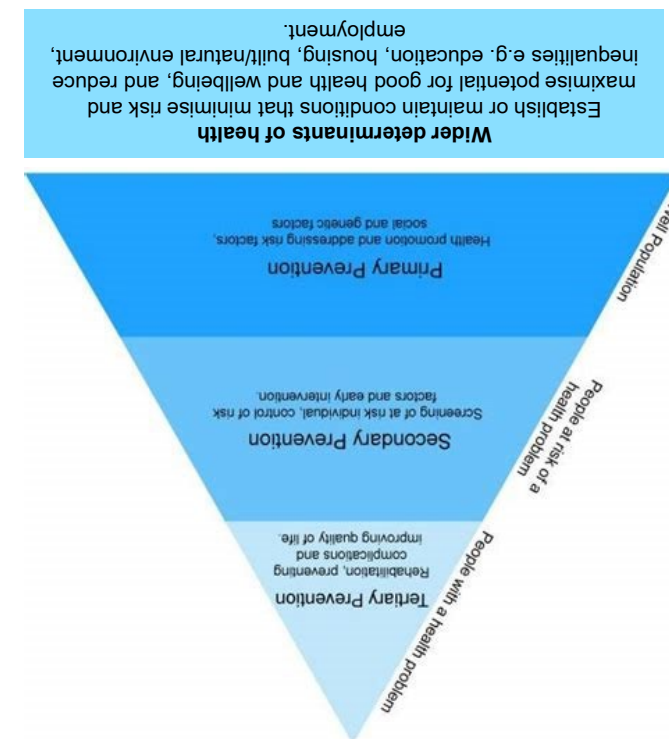 People with a health problem
Tertiary Prevention
Rehabilitation, preventing
complications and
improving quality of life.
People at risk of a
health problem
Secondary Prevention
Screening of at risk individual, control of risk
factors and early intervention.
Well Population
Primary Prevention
Health promotion and addressing risk factors,
social and genetic factors
Wider determinants of health
Establish or maintain conditions that minimise risk and
maximise potential for good health and wellbeing, and reduce
inequalities e.g. education, housing, built/natural environment,
employment.